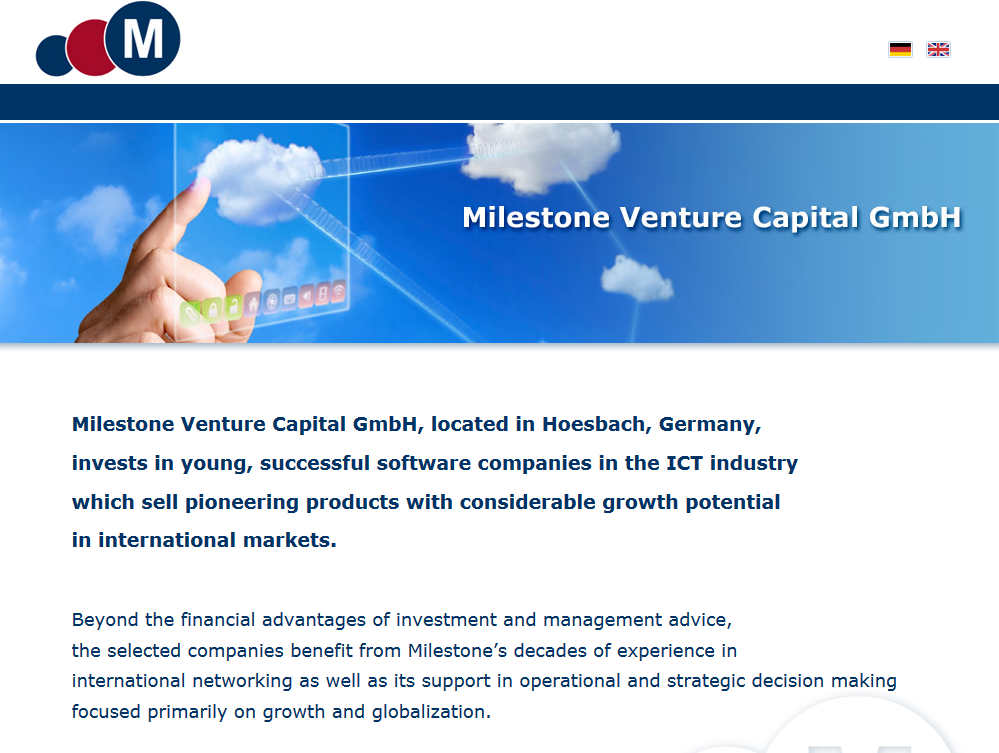 M
Milestone Venture Capital GmbH
Milestone Venture Capital GmbH, located in Hoesbach, Germany,
invests in young, successful software companies in the ICT industry
which sell pioneering products with considerable growth potential
in international markets.
Beyond the financial advantages of investment and management advice,
the selected companies benefit from Milestone’s decades of experience in
international networking as well as its support in operational and strategic decision making
focused primarily on growth and globalization.
M